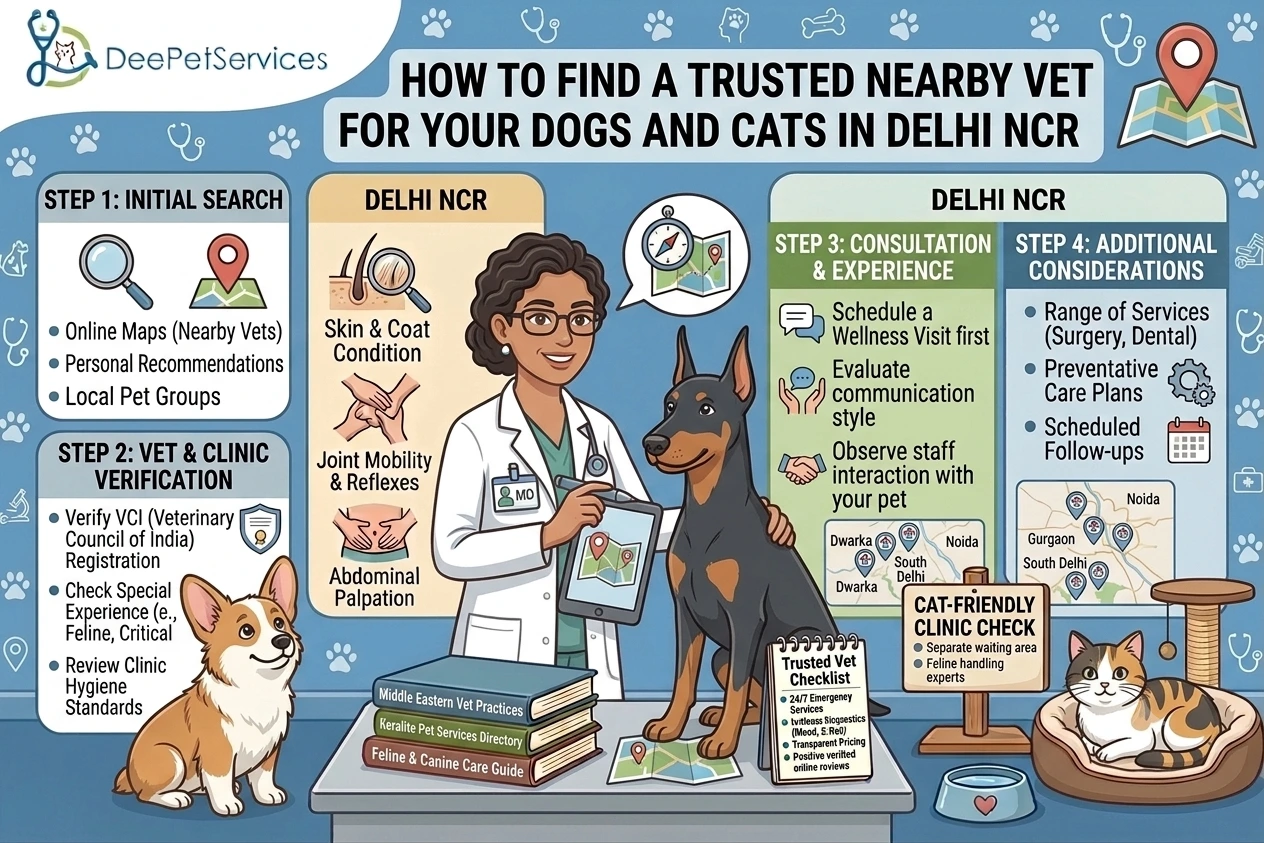 DeePetServices
HOW TO FIND A TRUSTED NEARBY VET
FOR YOUR DOGS AND CATS IN DELHI NCR
STEP 1: INITIAL SEARCH
• Online Maps (Nearby Vets)
• Personal Recommendations
• Local Pet Groups
STEP 2: VET & CLINIC
VERIFICATION
• Verify VCI (Veterinary
Council of India)
Registration
• Check Special
Experience (e.,
Feline, Critical
• Review Clinic
Hygiene
Standards
DELHI NCR
Skin & Coat
Condition
Joint Mobility
& Reflexes
Abdominal
Palpation
MO
Middle Eastern Vet Practices
Keralite Pet Services Directory
Feline & Canine Care Guide
Trusted Vet
Checklist
• 24/7 Emergency
Services
• Transparent Pricing
• Positive verified
online reviews
DELHI NCR
STEP 3: CONSULTATION
& EXPERIENCE
Schedule a
Wellness Visit first
Evaluate
communication
style
Observe staff
interaction with
your pet
Dwarka
Noida
South
Delhi
Dwarka
STEP 4: ADDITIONAL
CONSIDERATIONS
• Range of Services
(Surgery, Dental)
• Preventative
Care Plans
• Scheduled
Follow-ups
Noida
Gurgaon
South Delhi
CAT-FRIENDLY
CLINIC CHECK
• Separate waiting area
• Feline handling
experts